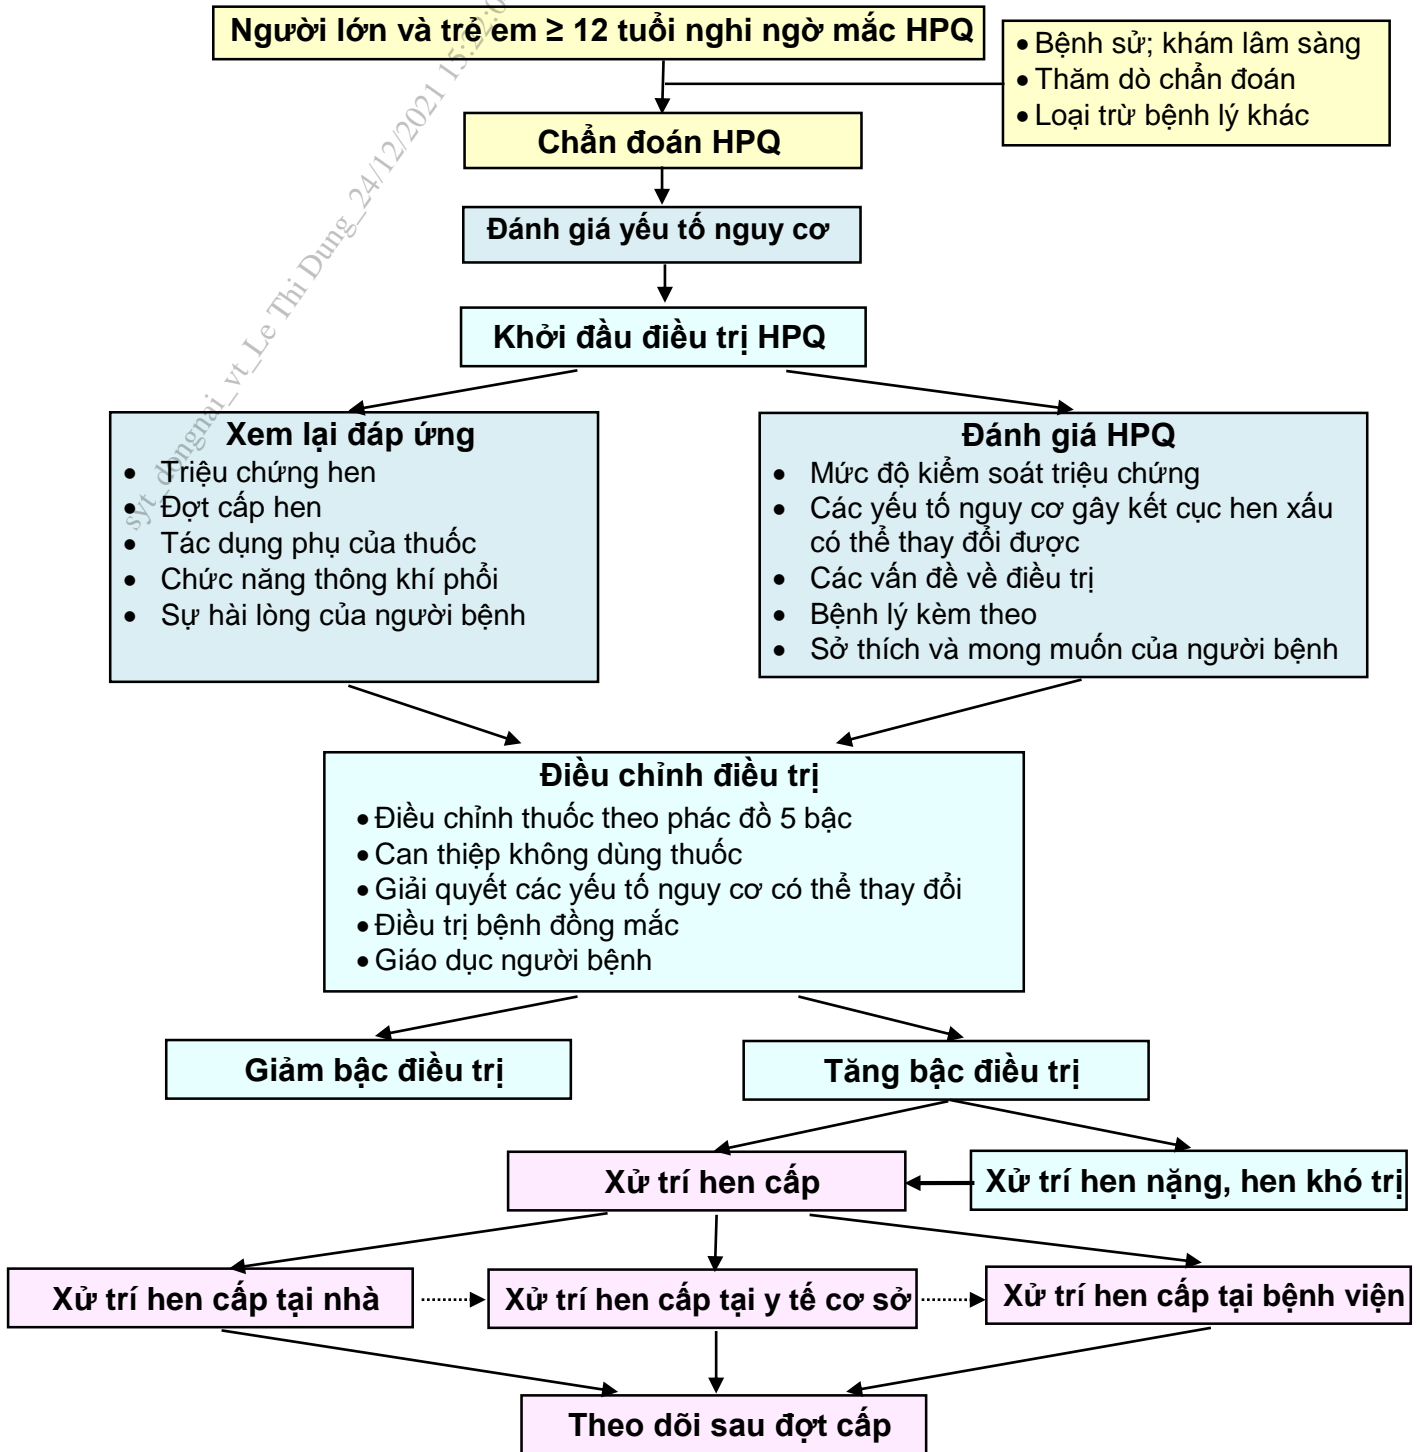 Người lớn và trẻ em ≥ 12 tuổi nghi ngờ mắc HPQ
• Bệnh sử; khám lâm sàng
• Thăm dò chẩn đoán
• Loại trừ bệnh lý khác
Chẩn đoán HPQ
Đánh giá yếu tố nguy cơ
Khởi đầu điều trị HPQ
Xem lại đáp ứng
• Triệu chứng hen
• Đợt cấp hen
• Tác dụng phụ của thuốc
• Chức năng thông khí phổi
• Sự hài lòng của người bệnh
Đánh giá HPQ
• Mức độ kiểm soát triệu chứng
• Các yếu tố nguy cơ gây kết cục hen xấu
có thể thay đổi được
• Các vấn đề về điều trị
• Bệnh lý kèm theo
• Sở thích và mong muốn của người bệnh
Điều chỉnh điều trị
• Điều chỉnh thuốc theo phác đồ 5 bậc
• Can thiệp không dùng thuốc
• Giải quyết các yếu tố nguy cơ có thể thay đổi
• Điều trị bệnh đồng mắc
• Giáo dục người bệnh
Giảm bậc điều trị
Tăng bậc điều trị
Xử trí hen cấp
Xử trí hen nặng, hen khó trị
Xử trí hen cấp tại nhà
Xử trí hen cấp tại y tế cơ sở
Xử trí hen cấp tại bệnh viện
Theo dõi sau đợt cấp
syt_dongnai_vt_Le Thi Dung_24/12/2021